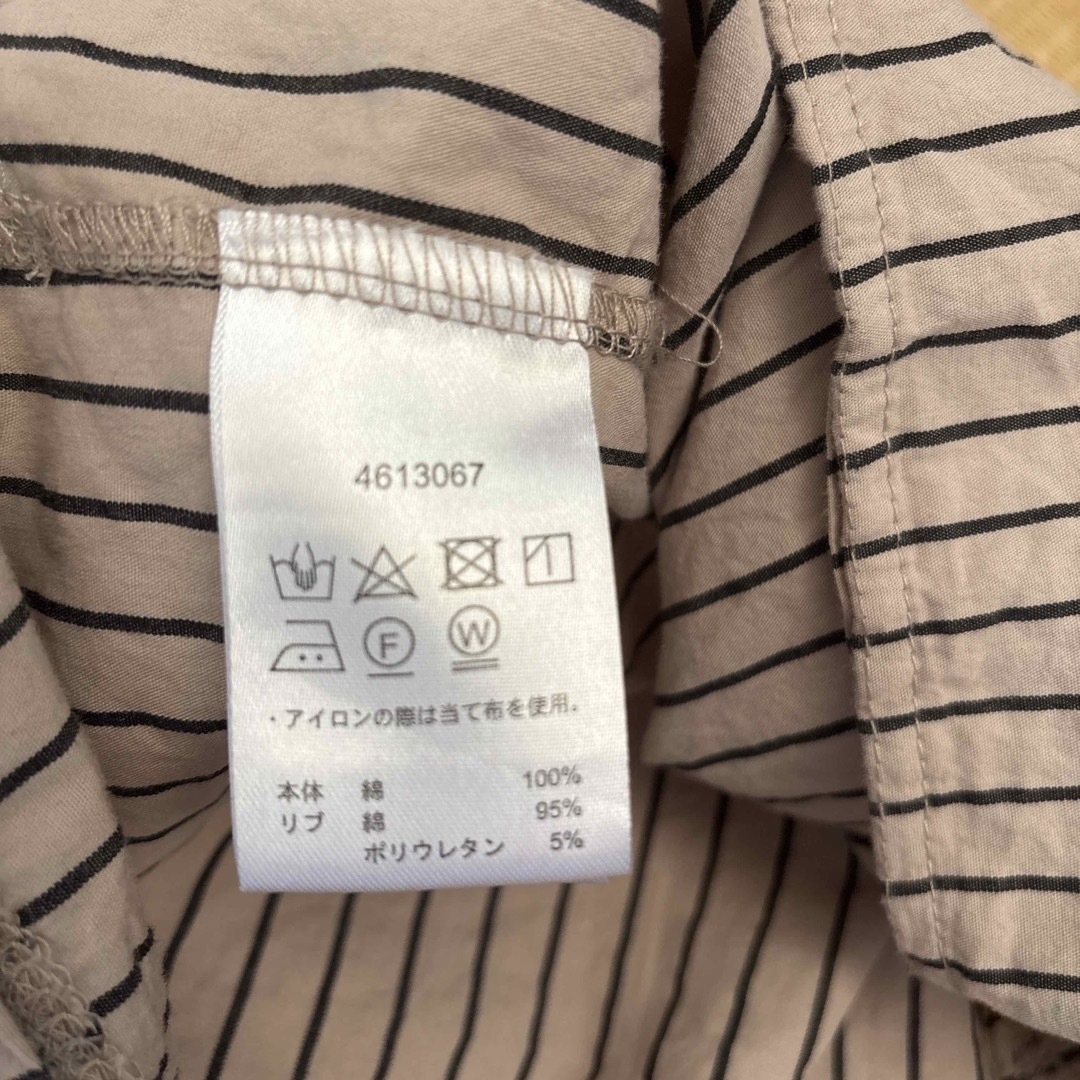 4613067
F W
・アイロンの際は当て布を使用.
本体 綿 100%
リブ 綿 95%
ポリウレタン 5%